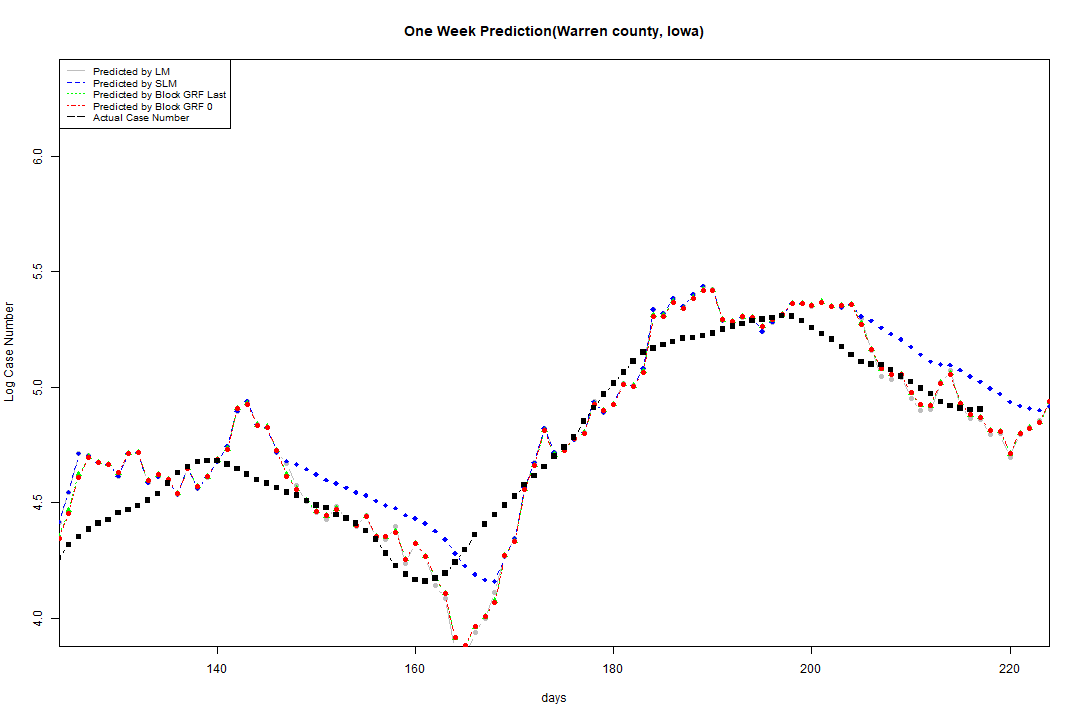 One Week Prediction(Warren county, Iowa)
Predicted by LM
Predicted by SLM
Predicted by Block GRF Last
Predicted by Block GRF 0
Actual Case Number
Log Case Number
6.0
5.5
5.0
4.5
4.0
140
160
180
200
220
days